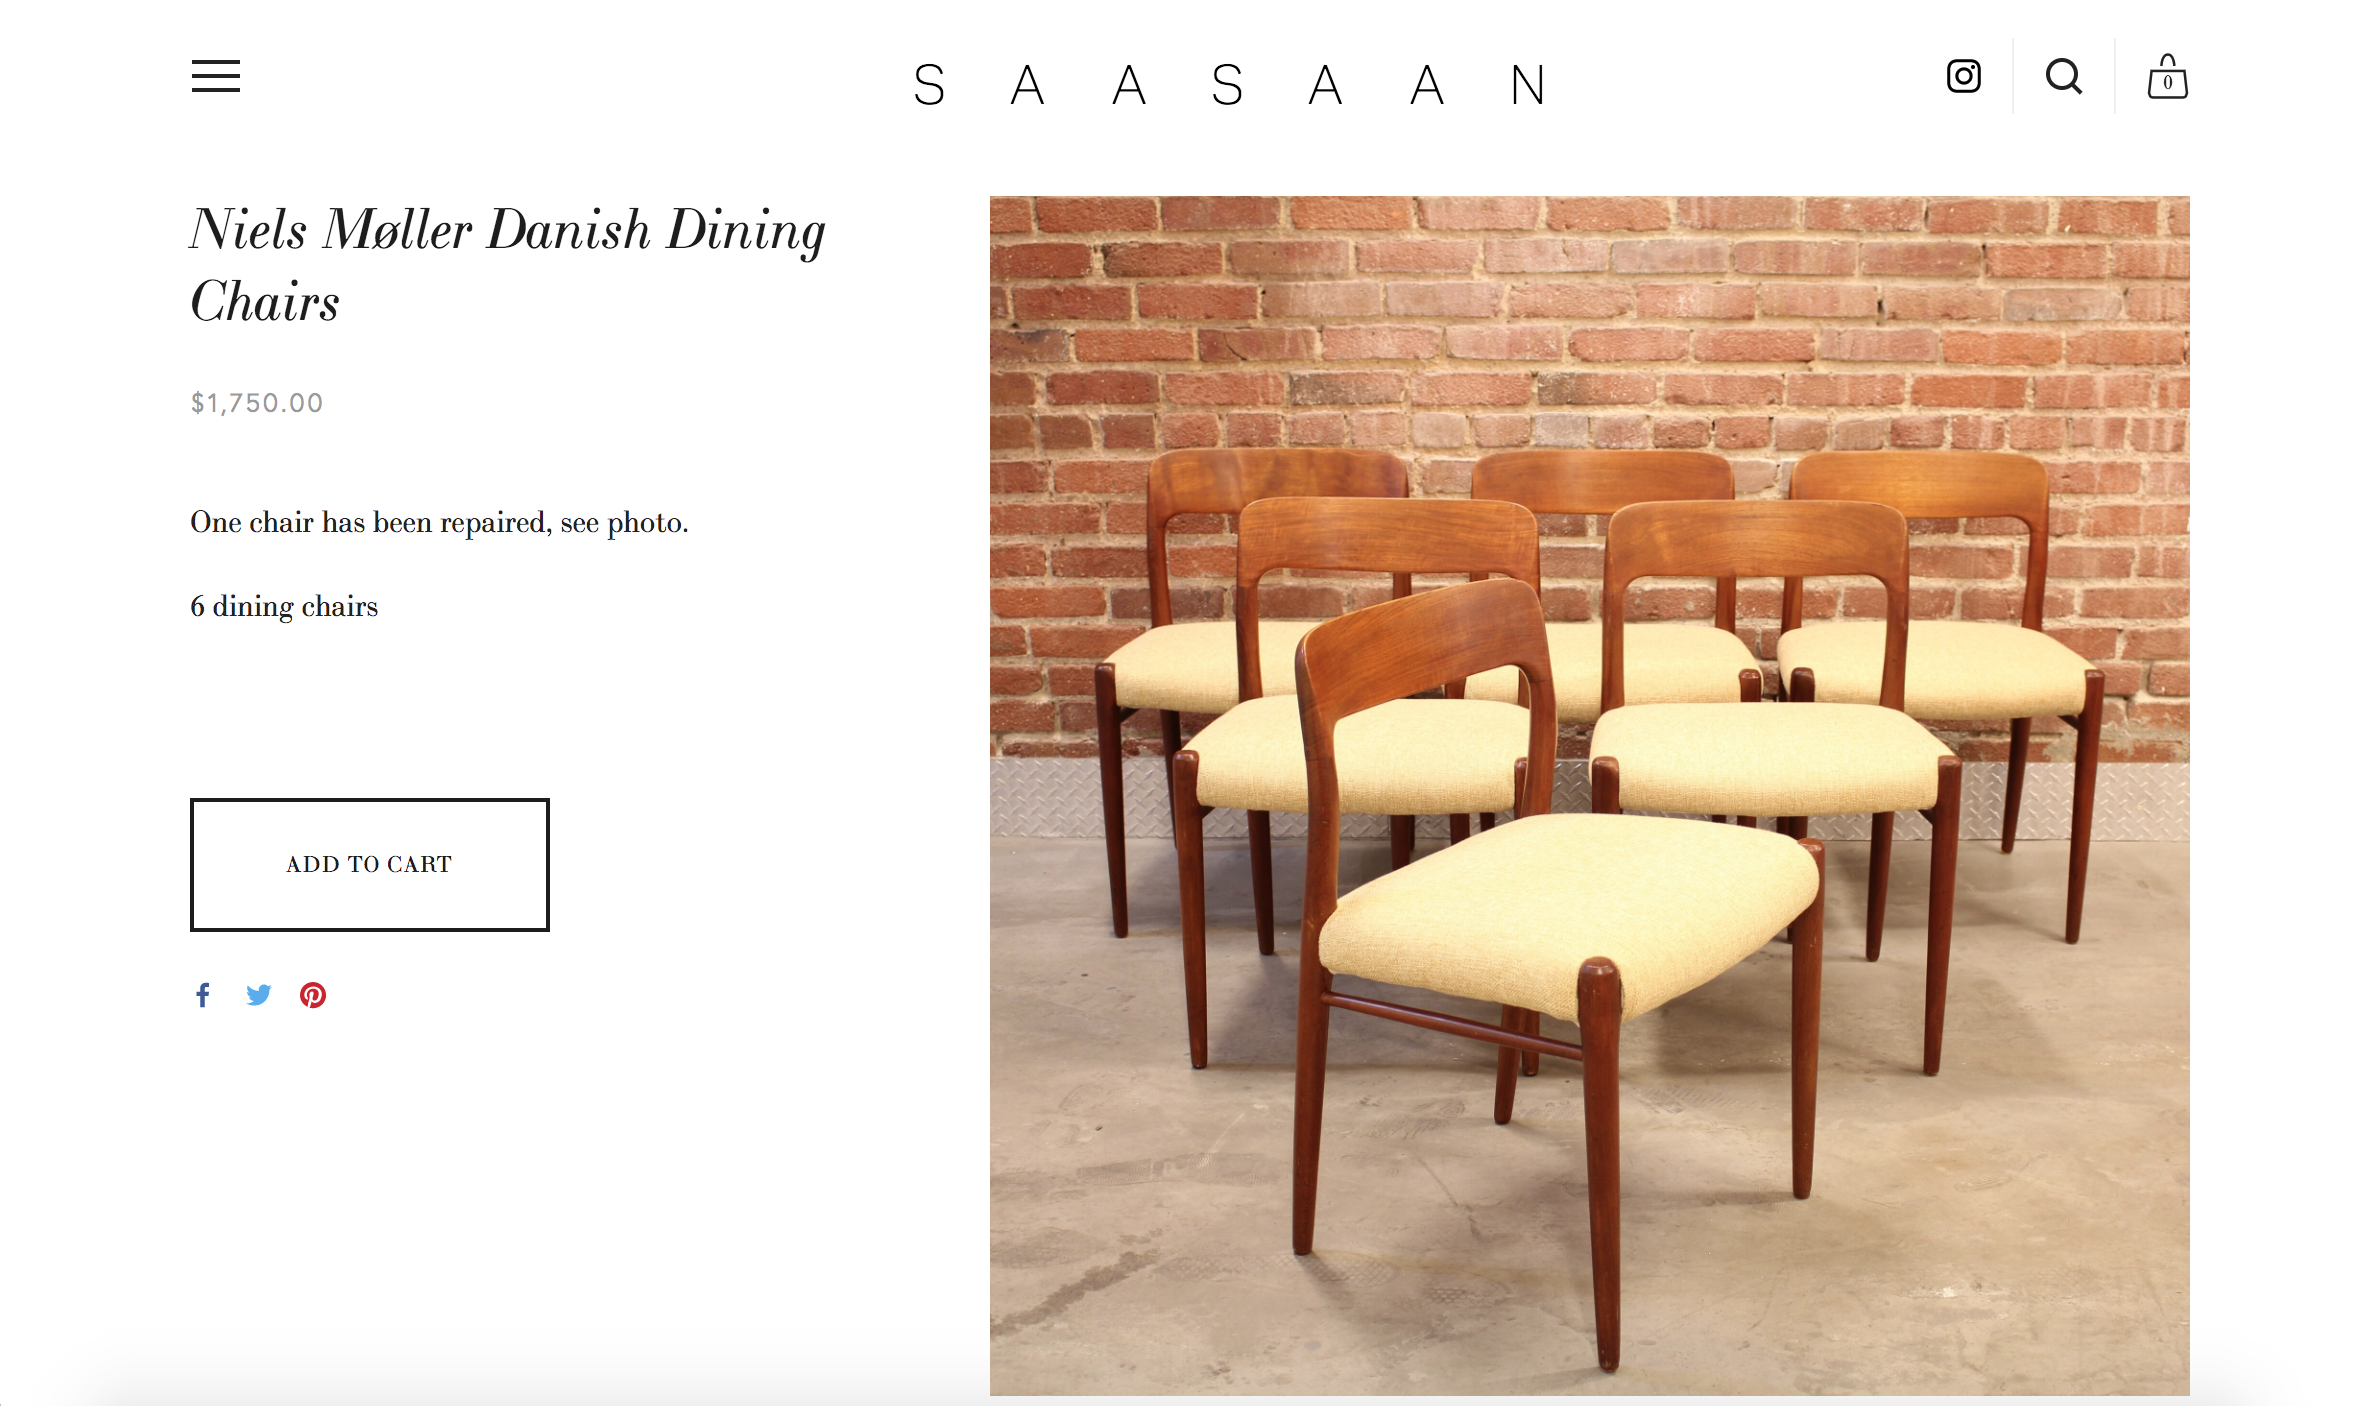 SAASAAN
0
Niels Møller Danish Dining
Chairs
$1,750.00
One chair has been repaired, see photo.
6 dining chairs
ADD TO CART